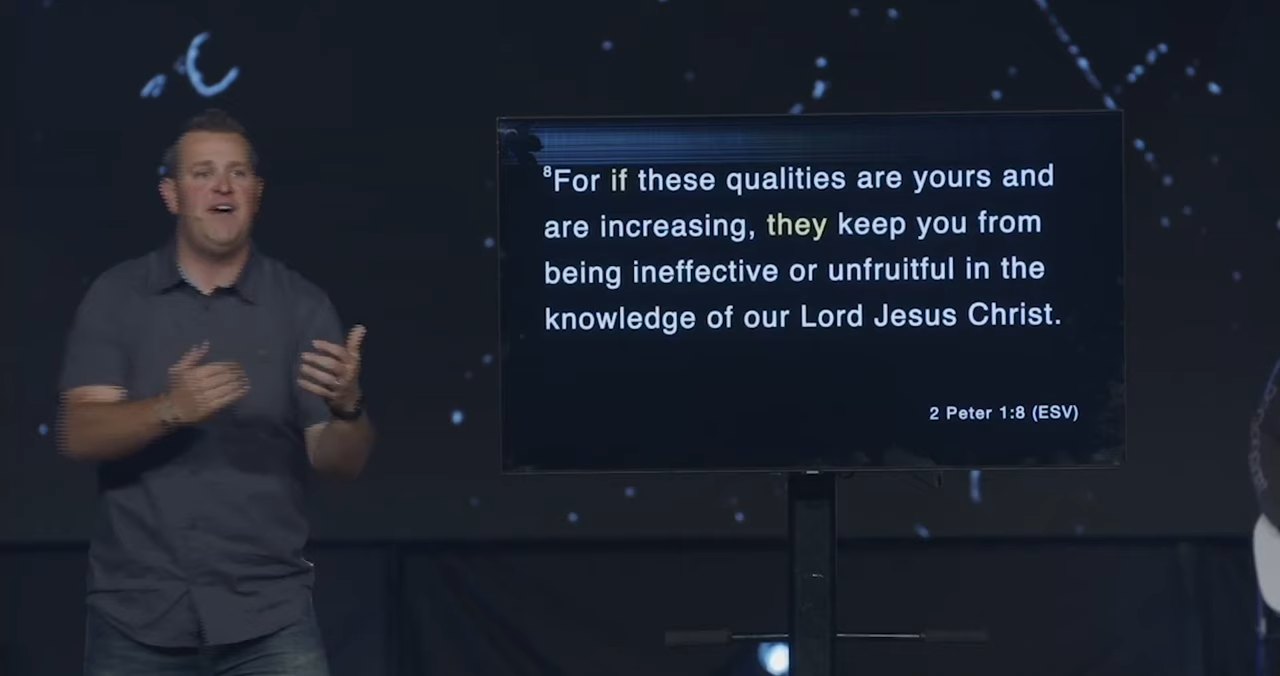 ⁸For if these qualities are yours and
are increasing, they keep you from
being ineffective or unfruitful in the
knowledge of our Lord Jesus Christ.
2 Peter 1:8 (ESV)